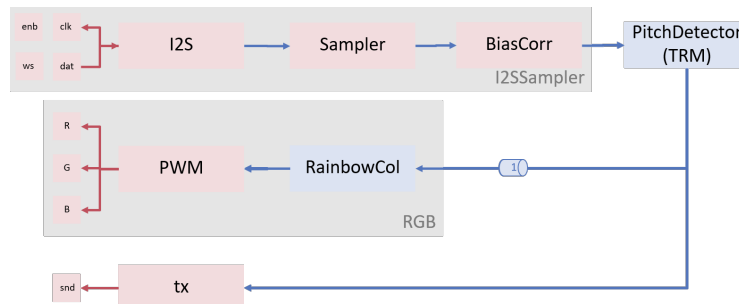 enb clk
I2S Sampler BiasCorr PitchDetector
(TRM)
ws dat
I2SSampler
R
G PWM RainbowCol 1
B
RGB
snd tx